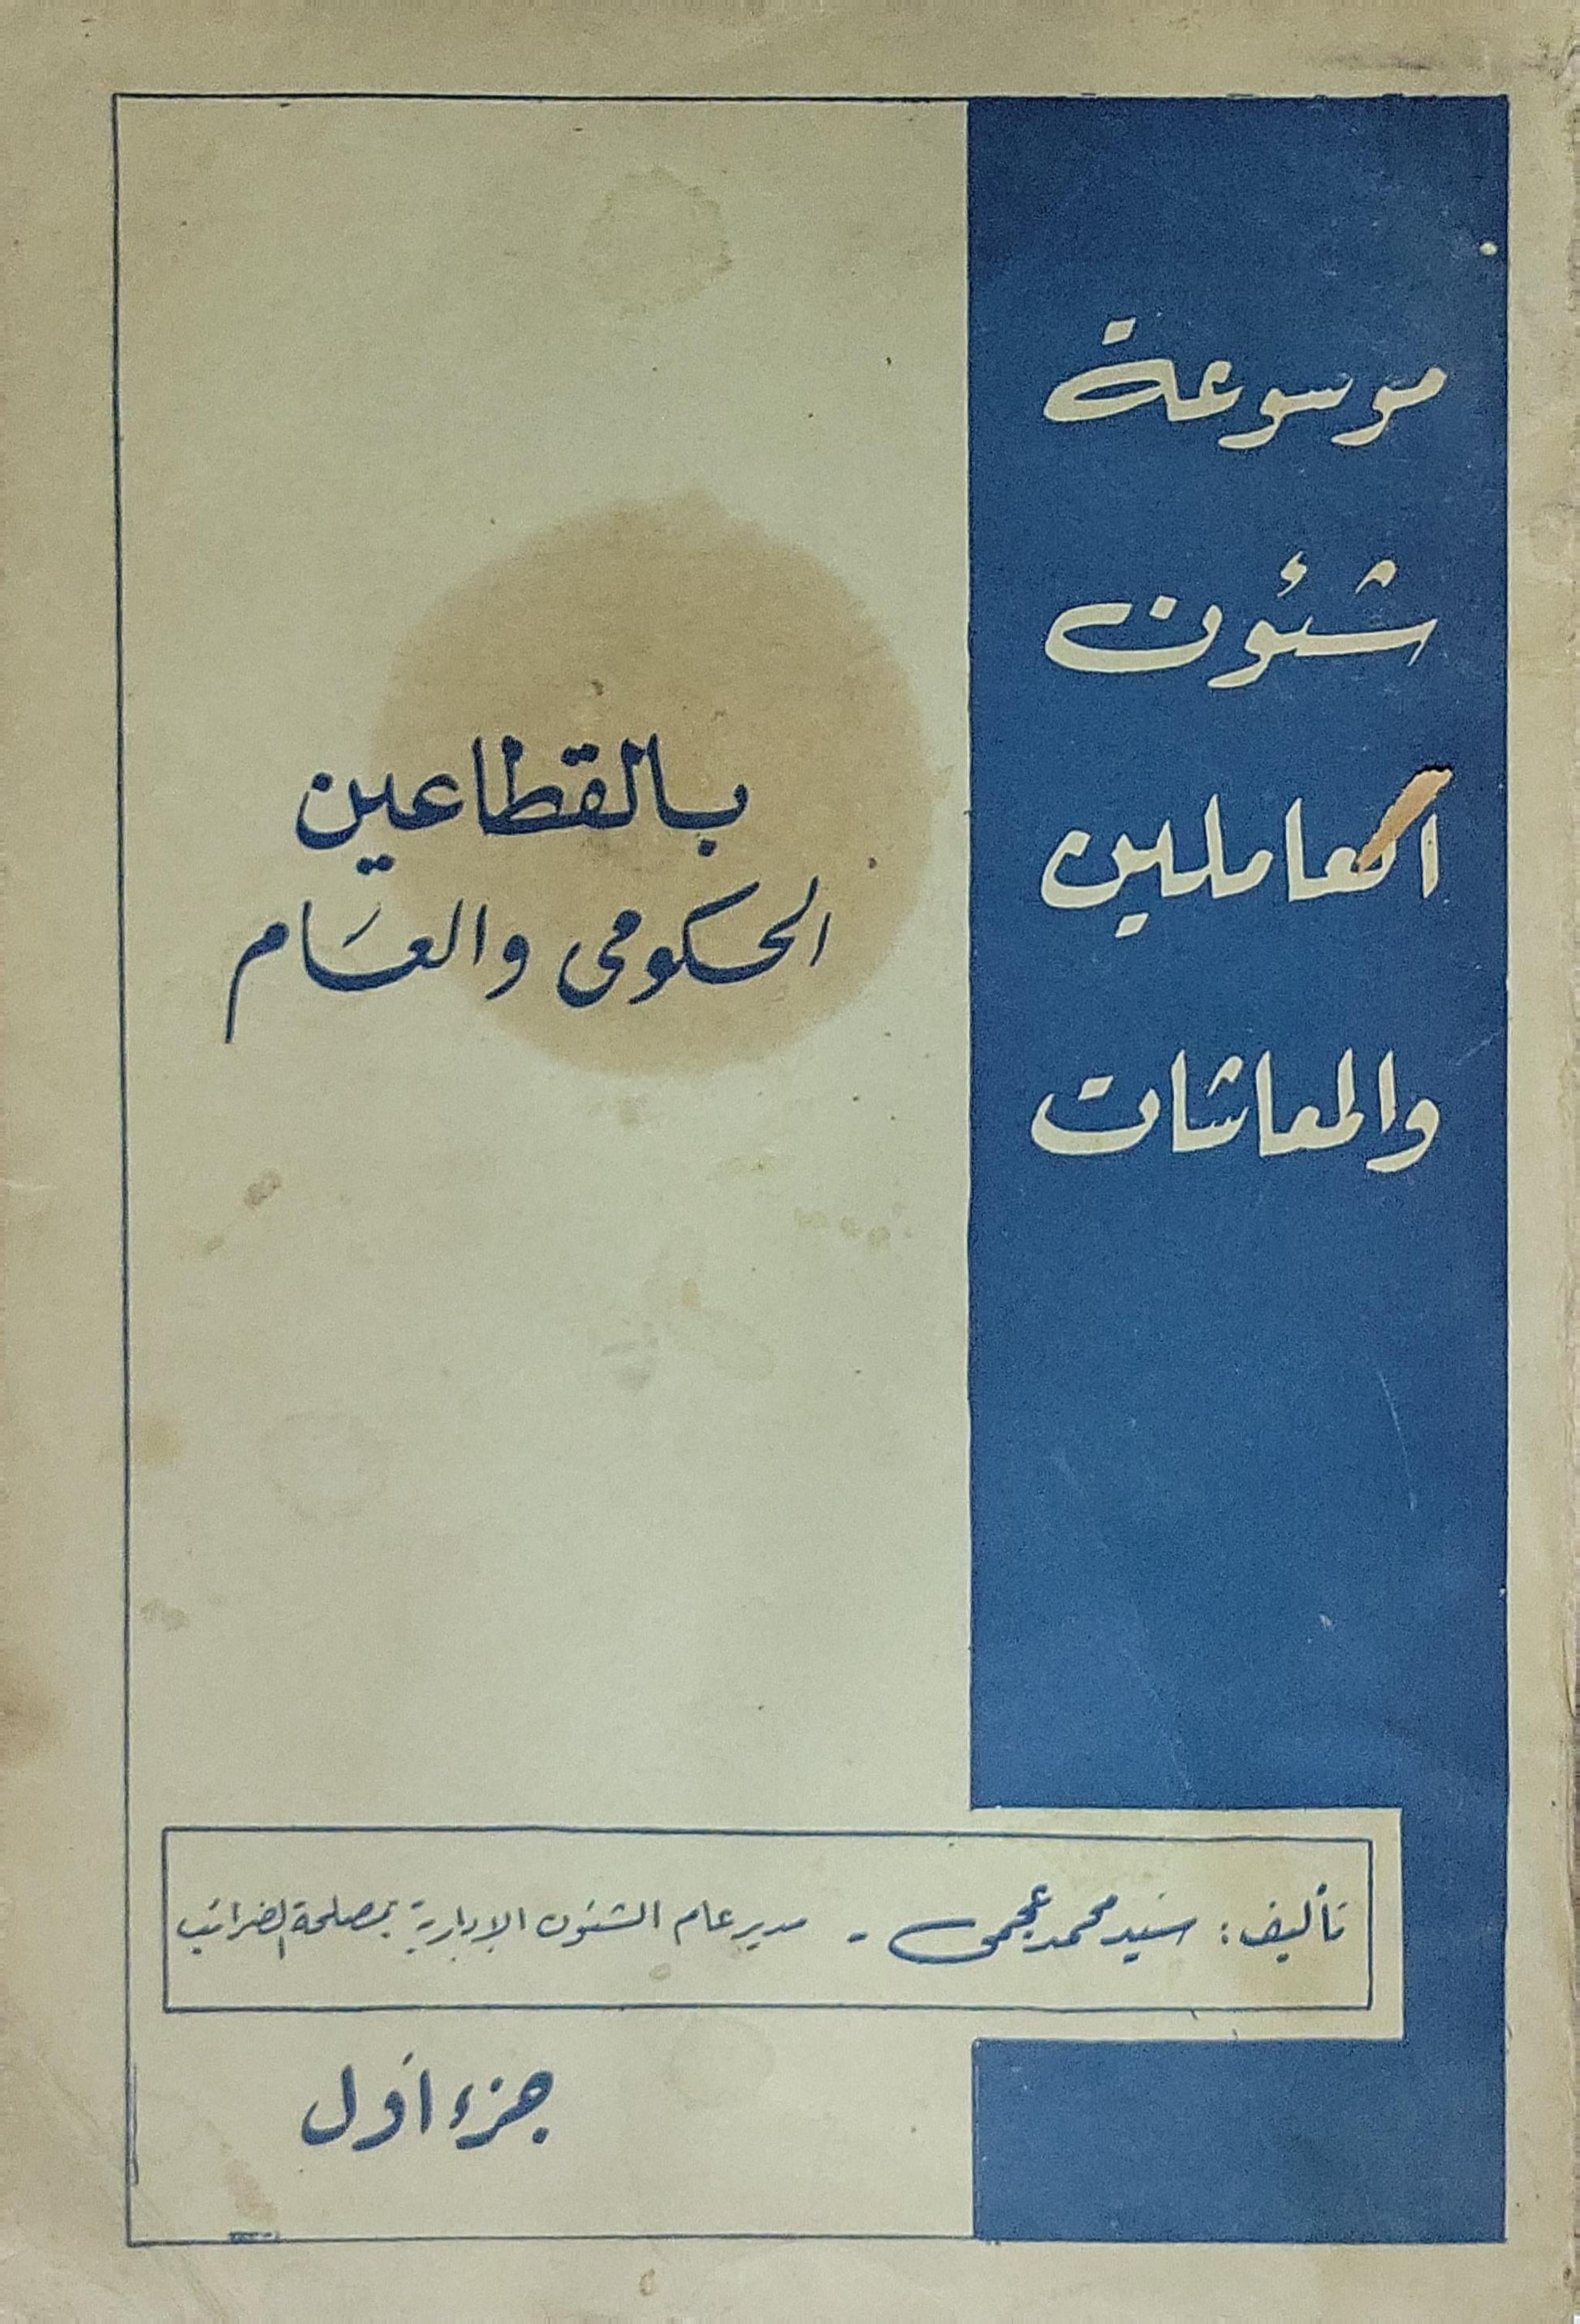 موسوعة
شئون
العاملين
والمعاشات
بالقطاعين
الحكومى والعام
تأليف : سيد محمد عجمى - مدير عام الشئون الإدارية بمصلحة الضرائب
جزء أول